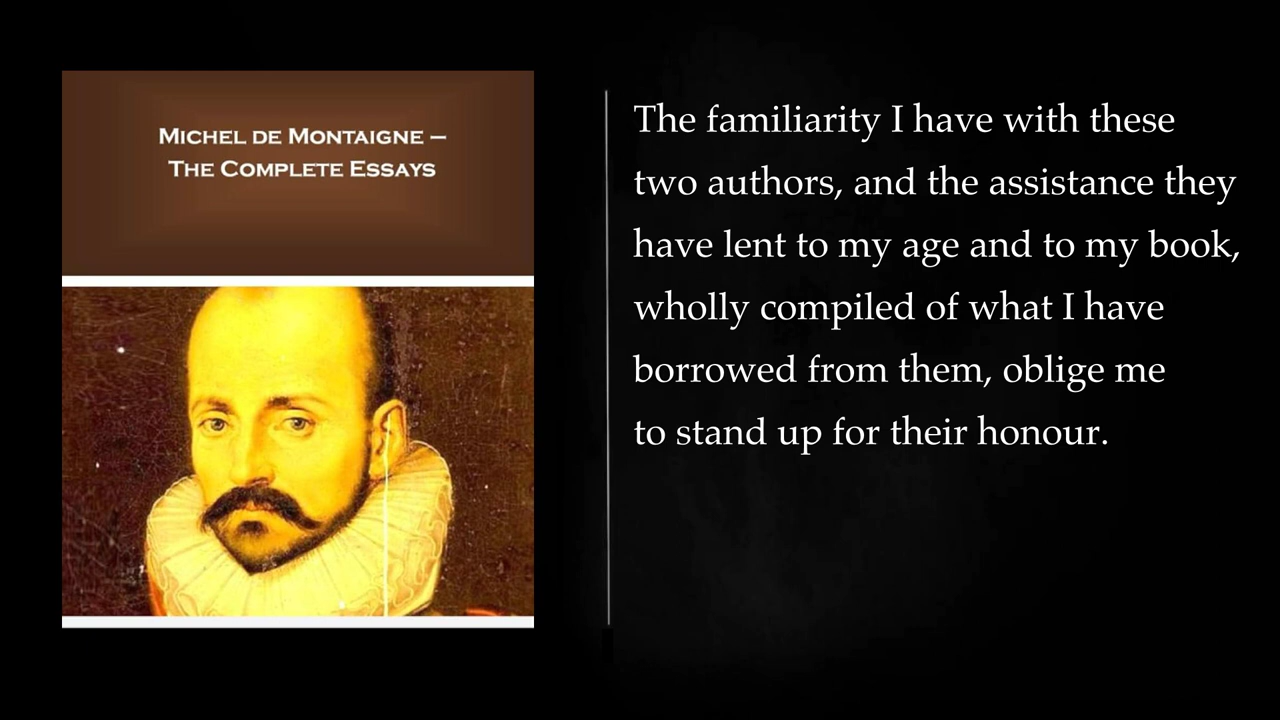 MICHEL DE MONTAIGNE –
THE COMPLETE ESSAYS
The familiarity I have with these
two authors, and the assistance they
have lent to my age and to my book,
wholly compiled of what I have
borrowed from them, oblige me
to stand up for their honour.